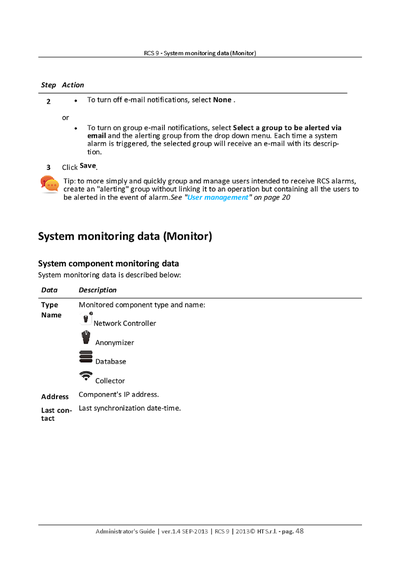 RCS 9 - System monitoring data (Monitor)
Step Action
2 • To turn off e-mail notifications, select None .
or
• To turn on group e-mail notifications, select Select a group to be alerted via
email and the alerting group from the drop down menu. Each time a system
alarm is triggered, the selected group will receive an e-mail with its descrip-
tion.
3 Click Save.
Tip: to more simply and quickly group and manage users intended to receive RCS alarms,
create an "alerting" group without linking it to an operation but containing all the users to
be alerted in the event of alarm.See "User management" on page 20
System monitoring data (Monitor)
System component monitoring data
System monitoring data is described below:
Data Description
Type Monitored component type and name:
Name
Network Controller
Anonymizer
Database
Collector
Address Component's IP address.
Last con- Last synchronization date-time.
tact
Administrator's Guide | ver.1.4 SEP-2013 | RCS 9 | 2013© HT S.r.l. - pag. 48